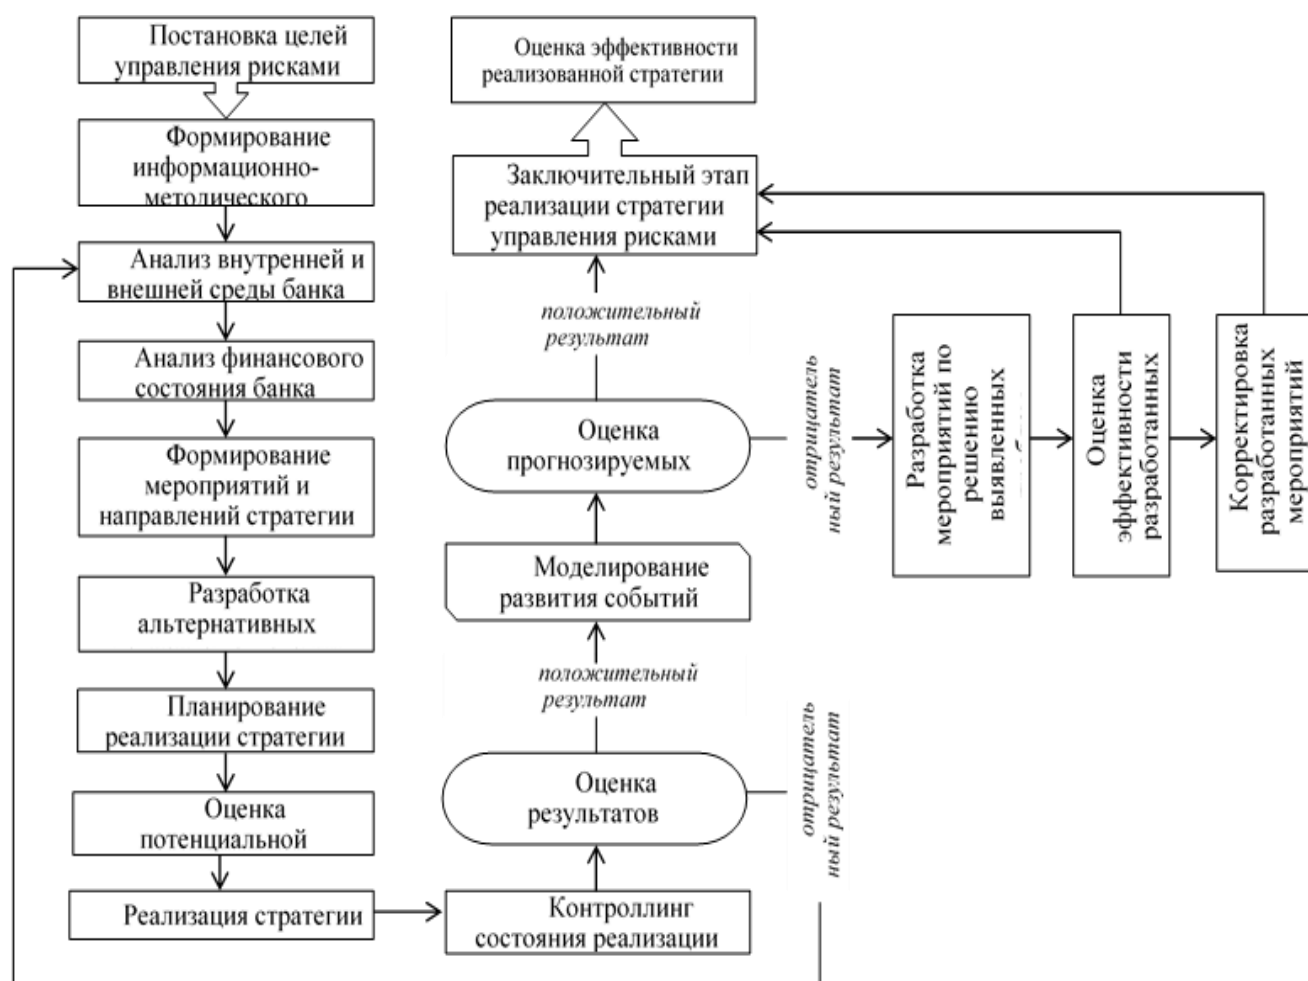 Постановка целей
управления рисками
Формирование
информационно-
методического
Анализ внутренней и
внешней среды банка
Анализ финансового
состояния банка
Формирование
мероприятий и
направлений стратегии
Разработка
альтернативных
Планирование
реализации стратегии
Оценка
потенциальной
Реализация стратегии
Оценка эффективности
реализованной стратегии
Заключительный этап
реализации стратегии
управления рисками
положительный
результат
Оценка
прогнозируемых
Моделирование
развития событий
положительный
результат
Оценка
результатов
Контроллинг
состояния реализации
отрицатель
ный результат
Разработка
мероприятий по
решению
выявленных
Оценка
эффективности
разработанных
Корректировка
разработанных
мероприятий
отрицатель
ный результат